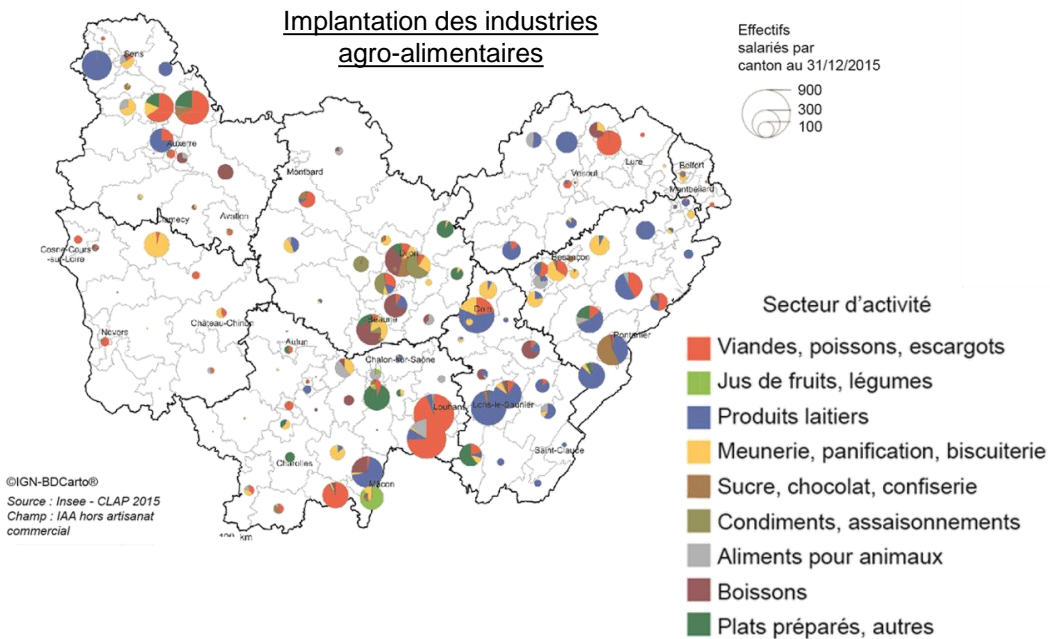 Implantation des industries
agro-alimentaires
Effectifs
salariés par
canton au 31/12/2015
900
300
100
Sens
Auxerre
Montbard
Lure
Belfort
Vesoul
Montbéliard
Avallon
Clamecy
Cosne-Cours
-sur-Loire
Dijon
Besançon
Dole
Château-Chinon
Beaune
Nevers
Pontarlier
Autun
Chalon-sur-Saône
Louhans
Lons-le-Saunier
Saint-Claude
Charolles
Mâcon
Secteur d'activité
Viandes, poissons, escargots
Jus de fruits, légumes
Produits laitiers
Meunerie, panification, biscuiterie
Sucre, chocolat, confiserie
Condiments, assaisonnements
Aliments pour animaux
Boissons
Plats préparés, autres
©IGN-BDCarto®
Source : Insee - CLAP 2015
Champ : IAA hors artisanat
commercial
km